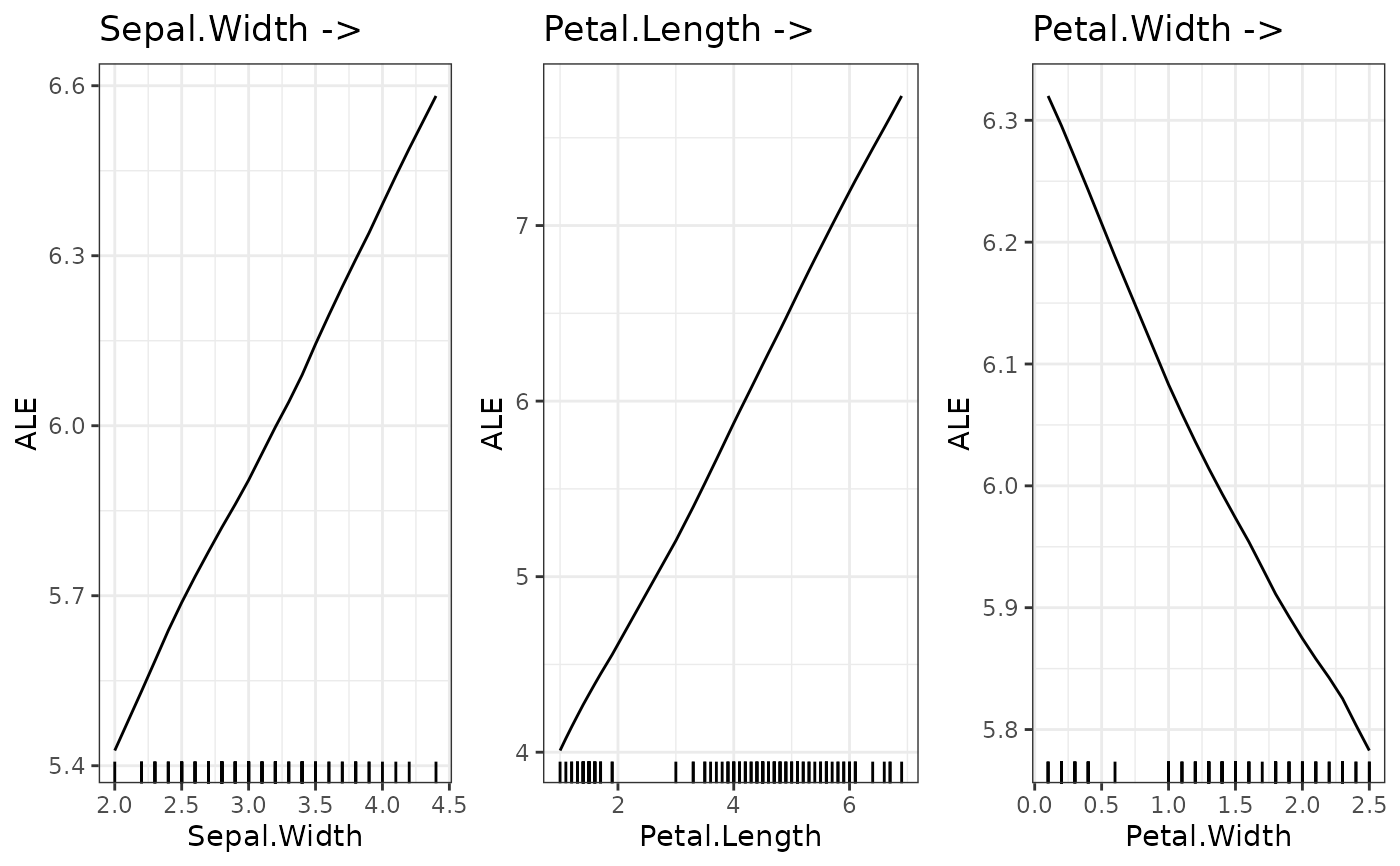 Sepal.Width ->
6.6
6.3
6.0
5.7
5.4
ALE
2.0 2.5 3.0 3.5 4.0 4.5
Sepal.Width
Petal.Length ->
7
6
5
4
ALE
2 4 6
Petal.Length
Petal.Width ->
6.3
6.2
6.1
6.0
5.9
5.8
ALE
0.0 0.5 1.0 1.5 2.0 2.5
Petal.Width